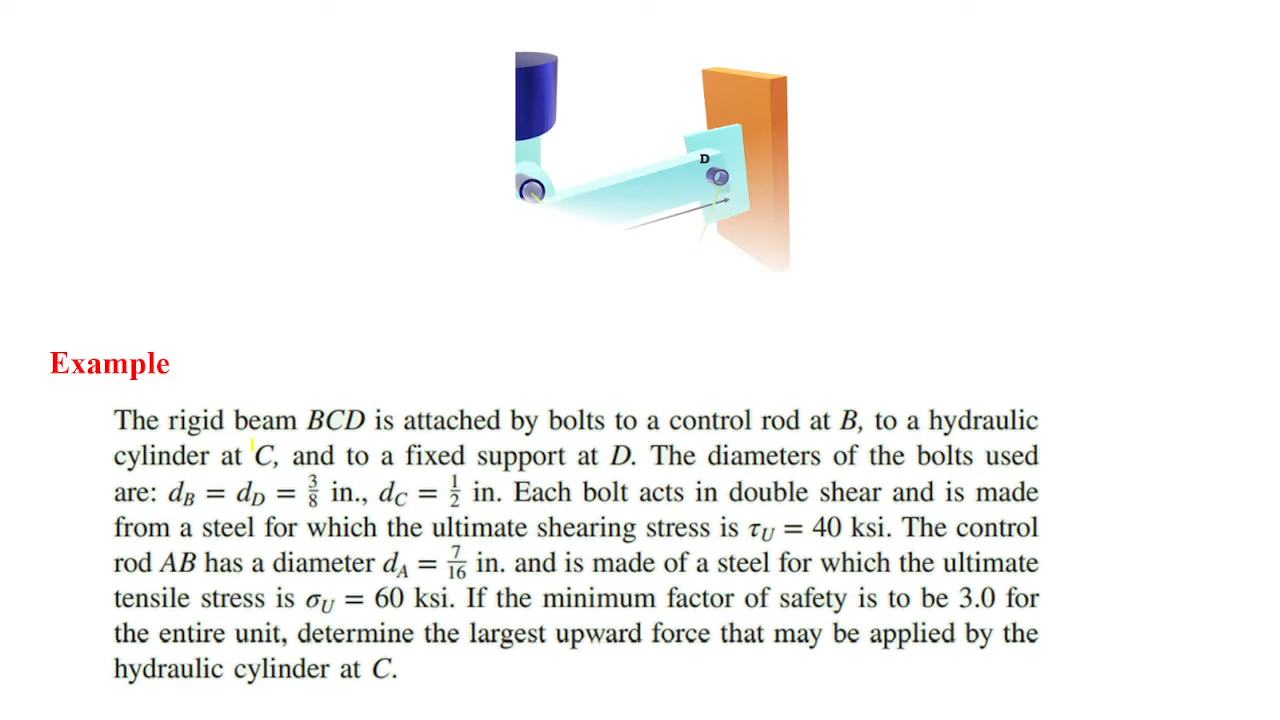 D
Example
The rigid beam BCD is attached by bolts to a control rod at B, to a hydraulic
cylinder at C, and to a fixed support at D. The diameters of the bolts used
are: d_B = d_D = 3/8 in., d_C = 1/2 in. Each bolt acts in double shear and is made
from a steel for which the ultimate shearing stress is τ_U = 40 ksi. The control
rod AB has a diameter d_A = 7/16 in. and is made of a steel for which the ultimate
tensile stress is σ_U = 60 ksi. If the minimum factor of safety is to be 3.0 for
the entire unit, determine the largest upward force that may be applied by the
hydraulic cylinder at C.